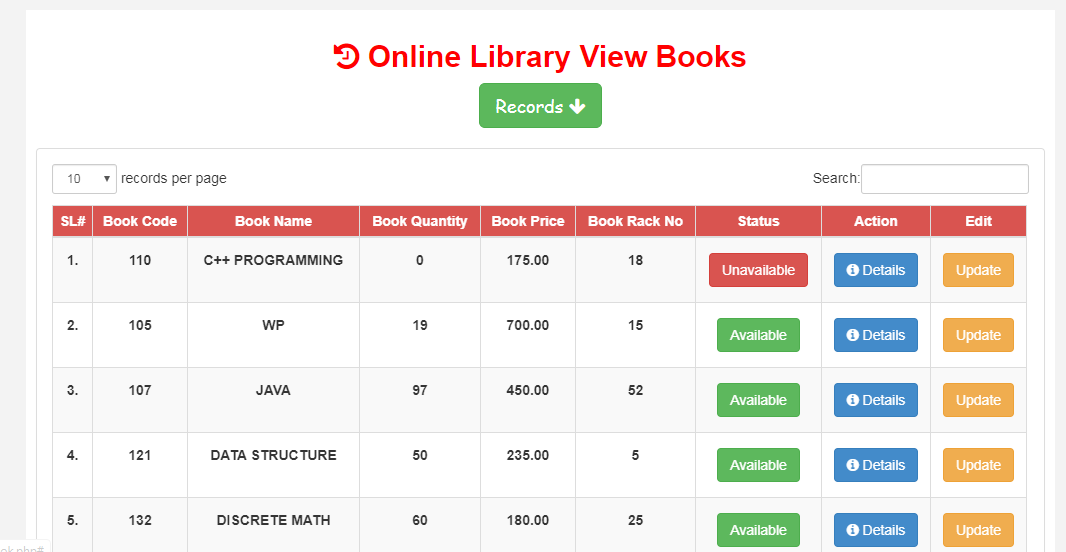 Online Library View Books
Records
10 records per page Search:
SL# Book Code Book Name Book Quantity Book Price Book Rack No Status Action Edit
1. 110 C++ PROGRAMMING 0 175.00 18 Unavailable Details Update
2. 105 WP 19 700.00 15 Available Details Update
3. 107 JAVA 97 450.00 52 Available Details Update
4. 121 DATA STRUCTURE 50 235.00 5 Available Details Update
5. 132 DISCRETE MATH 60 180.00 25 Available Details Update